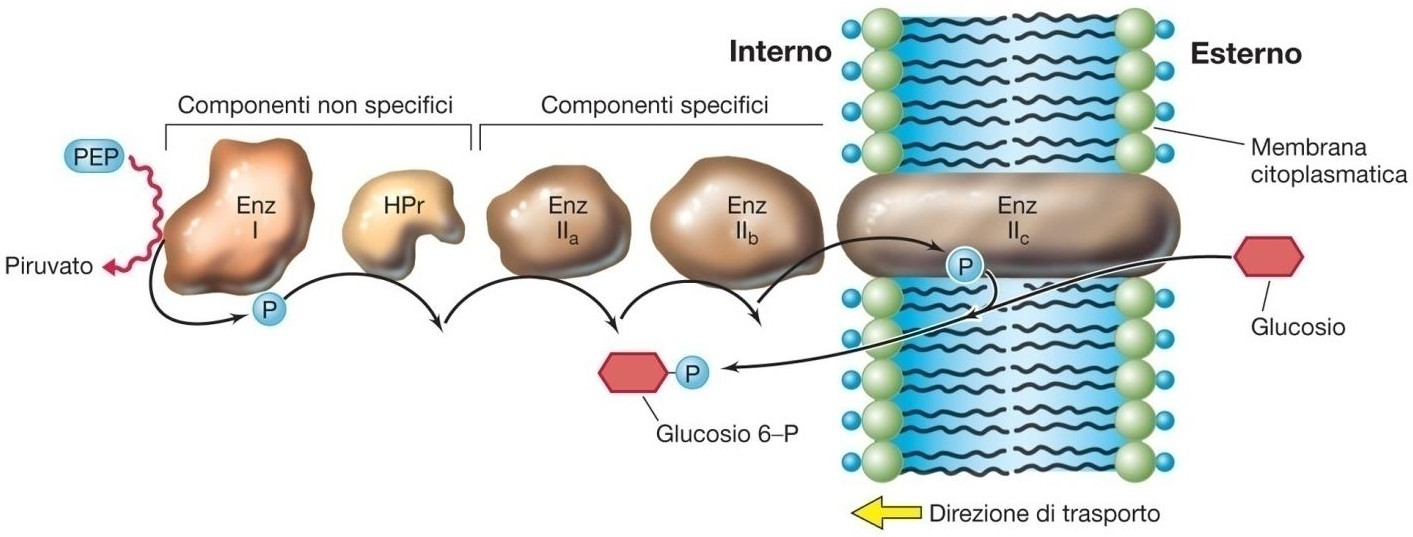 Interno
Esterno
Componenti non specifici
Componenti specifici
PEP
Membrana
citoplasmatica
Enz
I
HPr
Enz
IIa
Enz
IIb
Enz
IIc
Piruvato
P
P
Glucosio
P
Glucosio 6–P
Direzione di trasporto